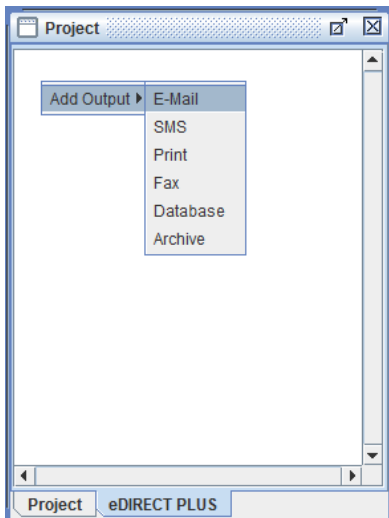 Project
Add Output
E-Mail
SMS
Print
Fax
Database
Archive
Project
eDIRECT PLUS